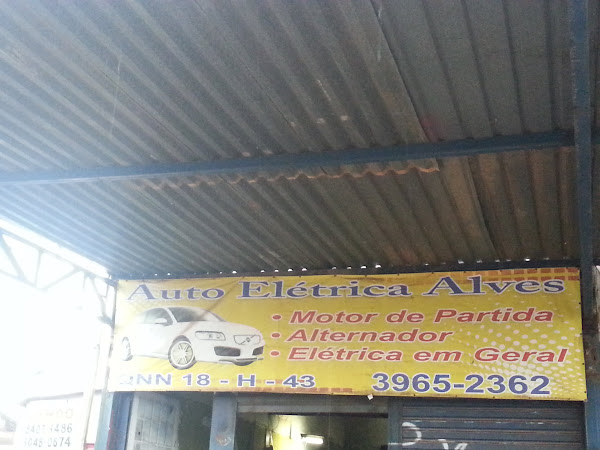 Auto Elétrica Alves
• Motor de Partida
• Alternador
• Elétrica em Geral
QNN 18 - H - 43 3965-2362